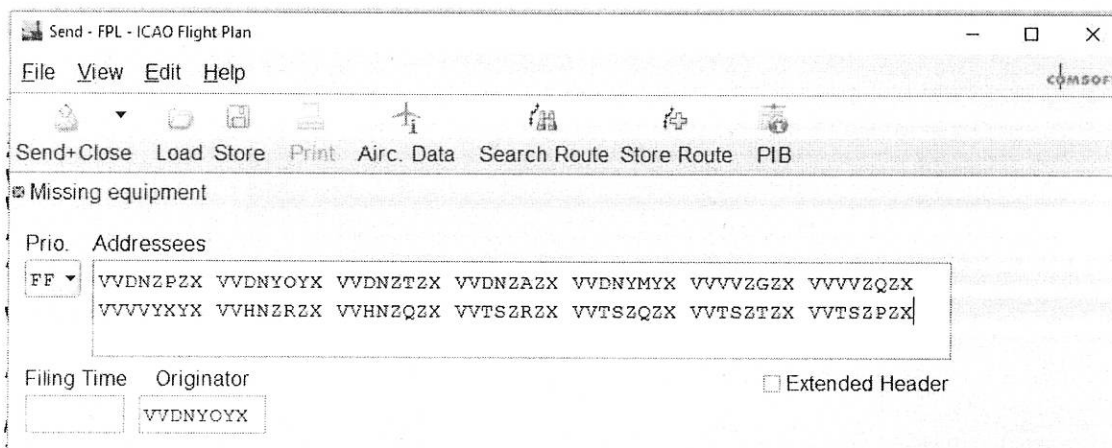 Send - FPL - ICAO Flight Plan
File View Edit Help
COMSOFT
Send+Close Load Store Print Airc. Data Search Route Store Route PIB
Missing equipment
Prio. Addressees
FF VVDNZPZX VVDNYOYX VVDNZTZX VVDNZAZX VVDNYMYX VVVVZGZX VVVVZQZX
VVVVYXYX VVHNZRZX VVHNZQZX VVTSZRZX VVTSZQZX VVTSZTZX VVTSZPZX
Filing Time Originator Extended Header
VVDNYOYX